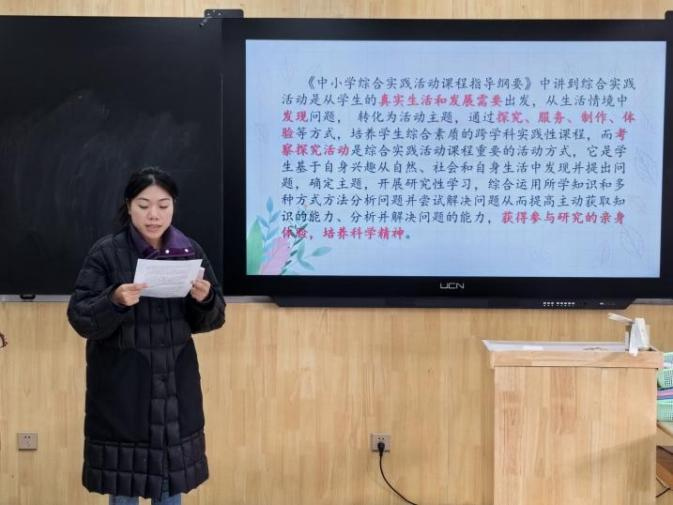 《中小学综合实践活动课程指导纲要》中讲到综合实践
活动是从学生的真实生活和发展需要出发，从生活情境中
发现问题， 转化为活动主题，通过探究、服务、制作、体
验等方式，培养学生综合素质的跨学科实践性课程，而考
察探究活动是综合实践活动课程重要的活动方式，它是学
生基于自身兴趣从自然、社会和自身生活中发现并提出问
题，确定主题，开展研究性学习，综合运用所学知识和多
种方式方法分析问题并尝试解决问题从而提高主动获取知
识的能力、分析并解决问题的能力，获得参与研究的亲身
体验，培养科学精神。
UCN